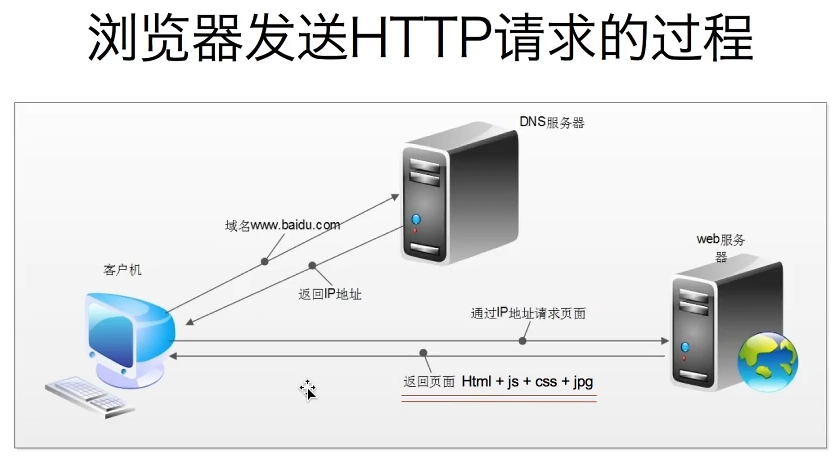 浏览器发送HTTP请求的过程
DNS服务器
域名www.baidu.com
web服务
器
客户机
返回IP地址
通过IP地址请求页面
返回页面 Html + js + css + jpg